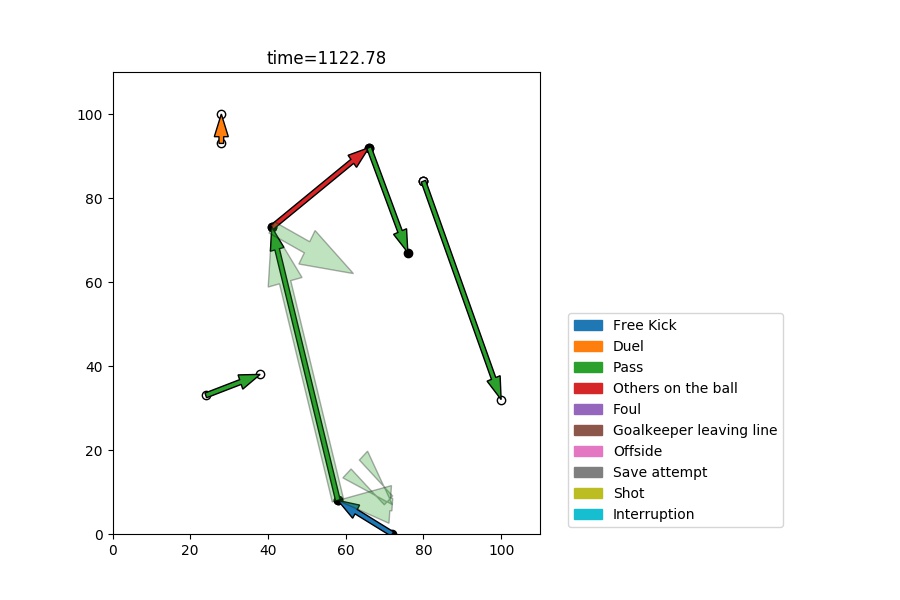 time=1122.78
100
80
60
40
20
0
0 20 40 60 80 100
Free Kick
Duel
Pass
Others on the ball
Foul
Goalkeeper leaving line
Offside
Save attempt
Shot
Interruption